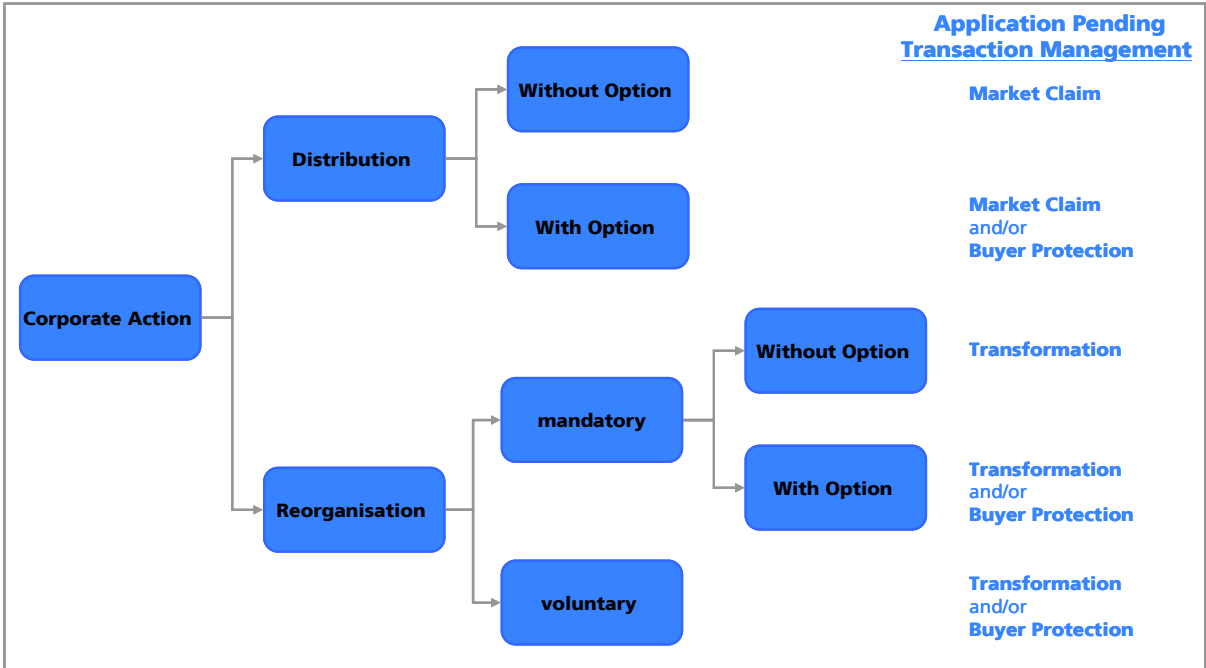 Application Pending
Transaction Management
Without Option
Market Claim
Distribution
With Option
Market Claim
and/or
Buyer Protection
Corporate Action
Without Option
Transformation
mandatory
With Option
Transformation
and/or
Buyer Protection
Reorganisation
voluntary
Transformation
and/or
Buyer Protection